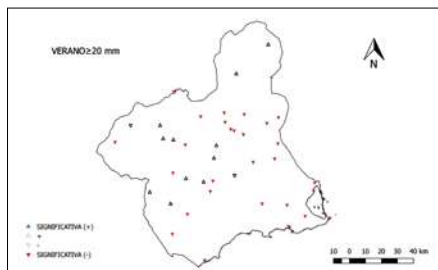 VERANO≥20 mm
N
SIGNIFICATIVA (+)
+
-
SIGNIFICATIVA (-)
10 0 10 20 30 40 km